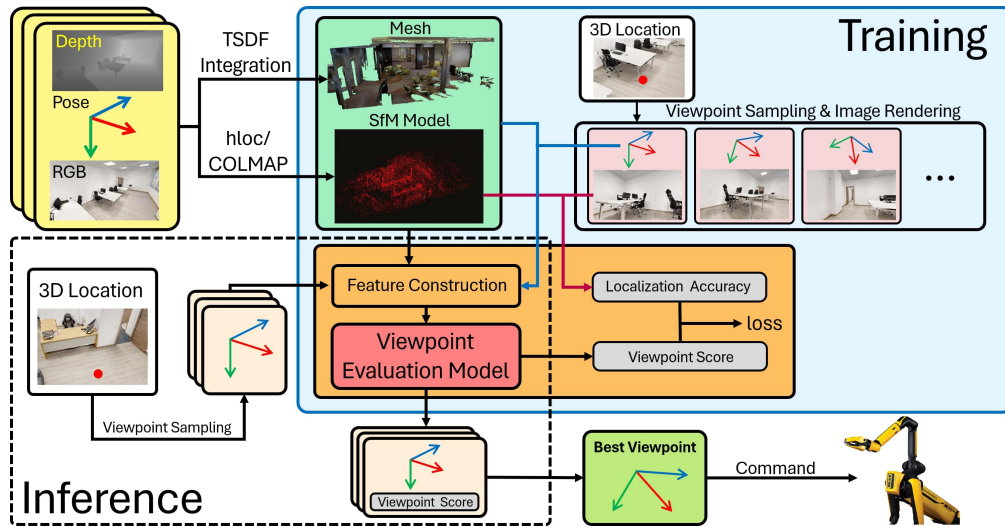 Depth
Pose
RGB
TSDF
Integration
hloc/
COLMAP
Mesh
SfM Model
3D Location
Training
Viewpoint Sampling & Image Rendering
...
3D Location
Viewpoint Sampling
Feature Construction
Viewpoint
Evaluation Model
Localization Accuracy
loss
Viewpoint Score
Viewpoint Score
Best Viewpoint
Command
Inference